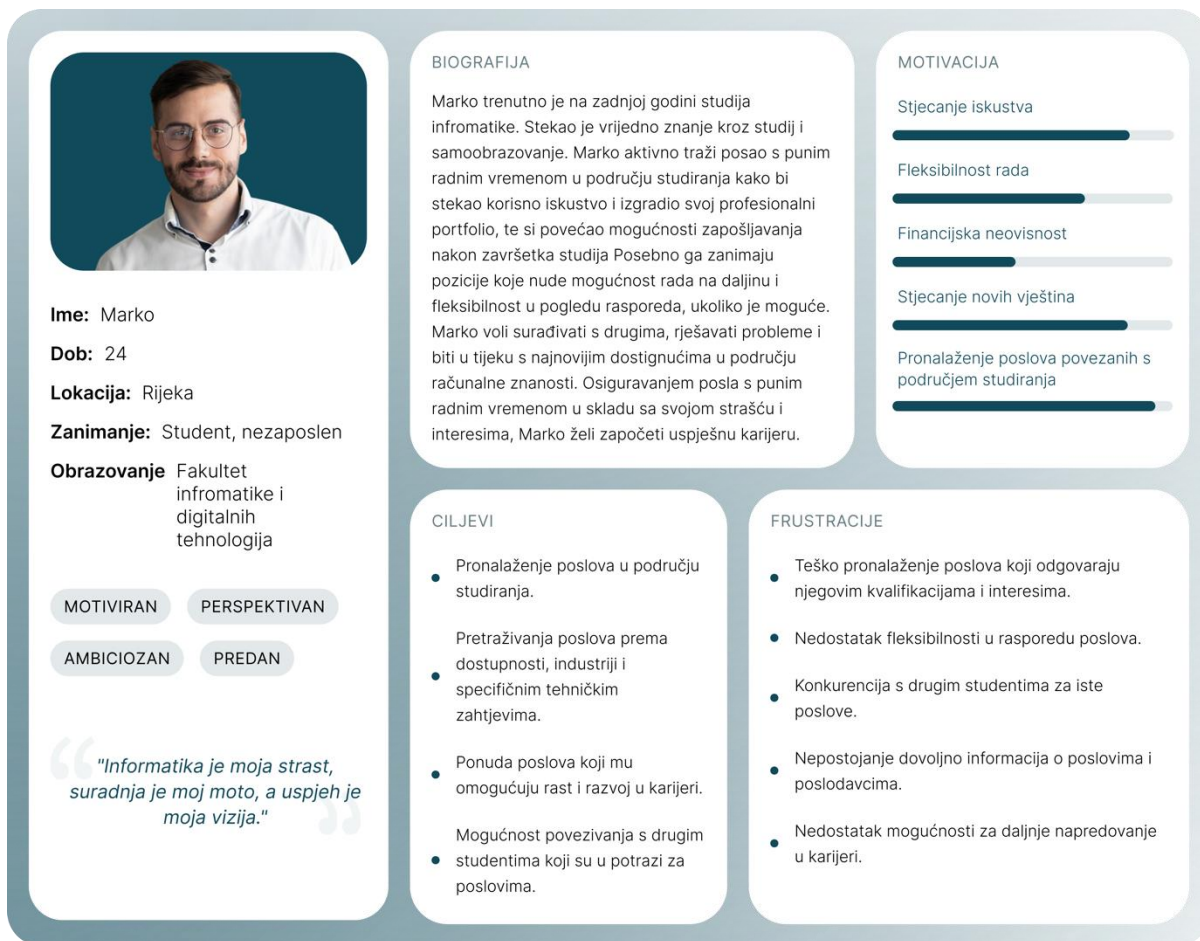 Ime: Marko
Dob: 24
Lokacija: Rijeka
Zanimanje: Student, nezaposlen
Obrazovanje Fakultet
infromatike i
digitalnih
tehnologija
MOTIVIRAN PERSPEKTIVAN
AMBICIOZAN PREDAN
"Informatika je moja strast,
suradnja je moj moto, a uspjeh je
moja vizija."
BIOGRAFIJA
Marko trenutno je na zadnjoj godini studija
infromatike. Stekao je vrijedno znanje kroz studij i
samoobrazovanje. Marko aktivno traži posao s punim
radnim vremenom u području studiranja kako bi
stekao korisno iskustvo i izgradio svoj profesionalni
portfolio, te si povećao mogućnosti zapošljavanja
nakon završetka studija Posebno ga zanimaju
pozicije koje nude mogućnost rada na daljinu i
fleksibilnost u pogledu rasporeda, ukoliko je moguće.
Marko voli surađivati s drugima, rješavati probleme i
biti u tijeku s najnovijim dostignućima u području
računalne znanosti. Osiguravanjem posla s punim
radnim vremenom u skladu sa svojom strašću i
interesima, Marko želi započeti uspješnu karijeru.
MOTIVACIJA
Stjecanje iskustva
Fleksibilnost rada
Financijska neovisnost
Stjecanje novih vještina
Pronalaženje poslova povezanih s
područjem studiranja
CILJEVI
Pronalaženje poslova u području
studiranja.
Pretraživanja poslova prema
dostupnosti, industriji i
specifičnim tehničkim
zahtjevima.
Ponuda poslova koji mu
omogućuju rast i razvoj u karijeri.
Mogućnost povezivanja s drugim
studentima koji su u potrazi za
poslovima.
FRUSTRACIJE
Teško pronalaženje poslova koji odgovaraju
njegovim kvalifikacijama i interesima.
Nedostatak fleksibilnosti u rasporedu poslova.
Konkurencija s drugim studentima za iste
poslove.
Nepostojanje dovoljno informacija o poslovima i
poslodavcima.
Nedostatak mogućnosti za daljnje napredovanje
u karijeri.